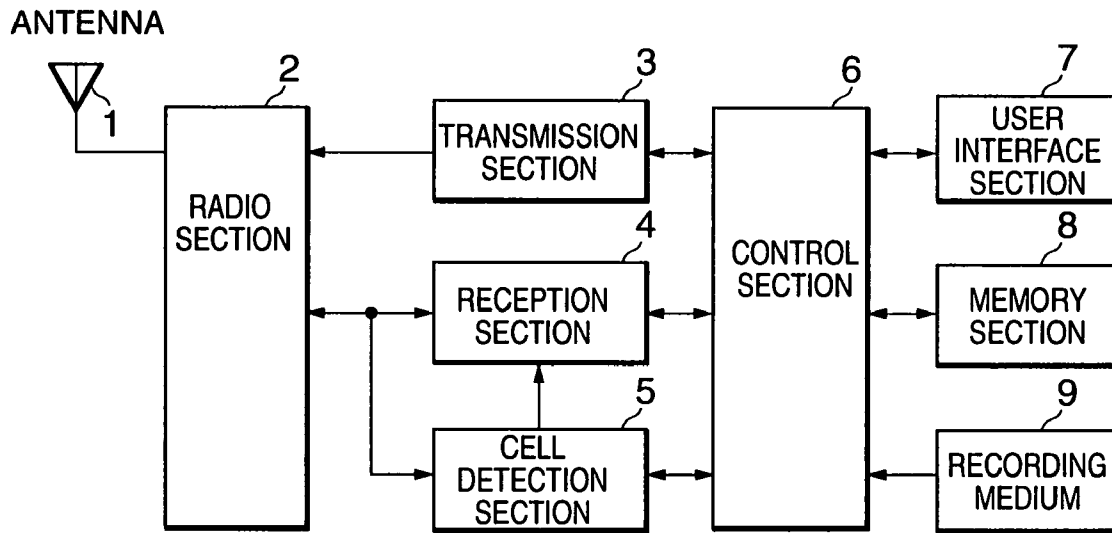 ANTENNA
1
2
RADIO
SECTION
3
TRANSMISSION
SECTION
4
RECEPTION
SECTION
5
CELL
DETECTION
SECTION
6
CONTROL
SECTION
7
USER
INTERFACE
SECTION
8
MEMORY
SECTION
9
RECORDING
MEDIUM